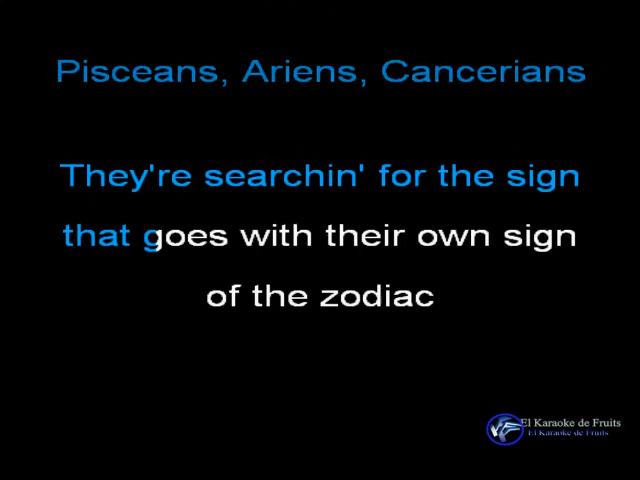 Pisceans, Ariens, Cancerians
They're searchin' for the sign
that goes with their own sign
of the zodiac
El Karaoke de Fruits
El Karaoke de Fruits